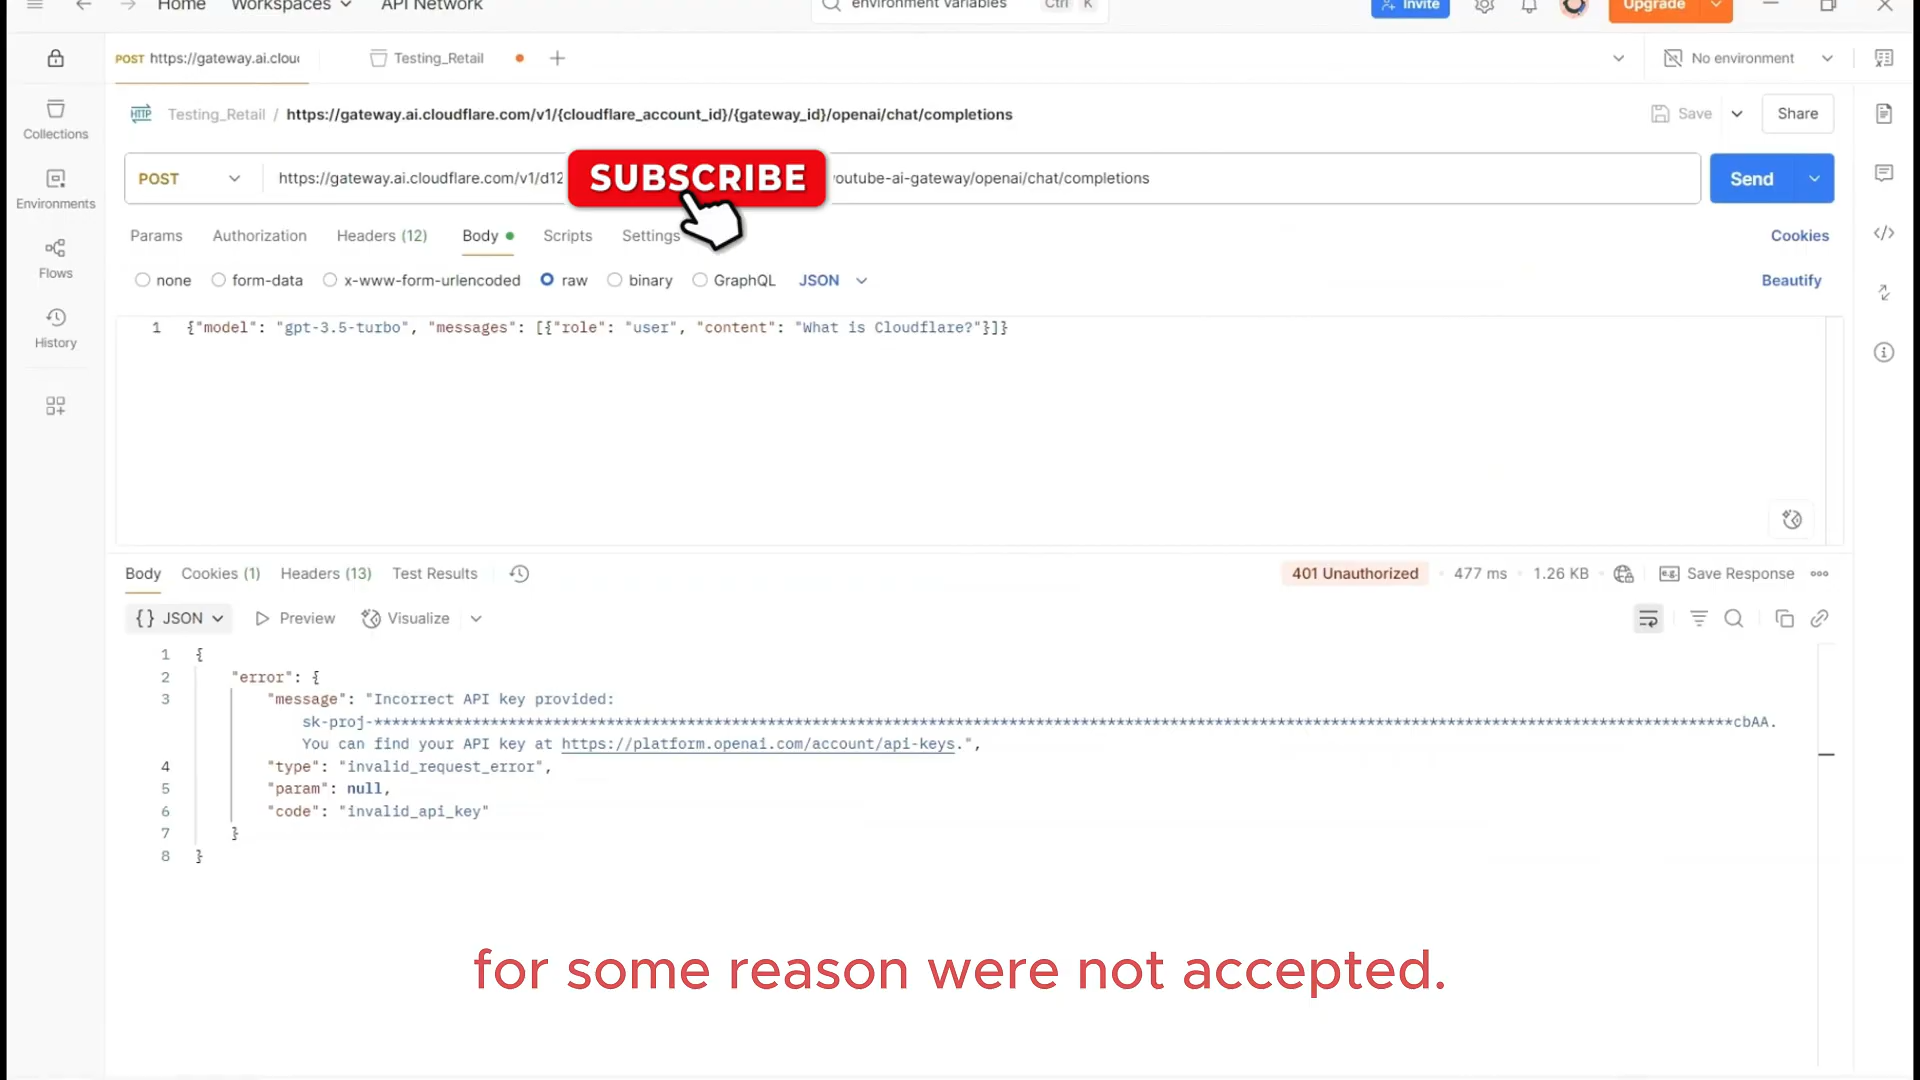 Home Workspaces API Network environment variables Ctrl K Invite Upgrade
POST https://gateway.ai.clouc Testing_Retail No environment
HTTP Testing_Retail / https://gateway.ai.cloudflare.com/v1/{cloudflare_account_id}/{gateway_id}/openai/chat/completions Save Share
POST https://gateway.ai.cloudflare.com/v1/d12 SUBSCRIBE outube-ai-gateway/openai/chat/completions Send
Params Authorization Headers (12) Body Scripts Settings Cookies
none form-data x-www-form-urlencoded raw binary GraphQL JSON Beautify
Collections
Environments
Flows
History
1 {"model": "gpt-3.5-turbo", "messages": [{"role": "user", "content": "What is Cloudflare?"}]}
Body Cookies (1) Headers (13) Test Results 401 Unauthorized 477 ms 1.26 KB e.g. Save Response
{} JSON Preview Visualize
1 {
2 "error": {
3 "message": "Incorrect API key provided:
sk-proj-********************************************************************************************************************************************************cbAA.
You can find your API key at https://platform.openai.com/account/api-keys.",
4 "type": "invalid_request_error",
5 "param": null,
6 "code": "invalid_api_key"
7 }
8 }
for some reason were not accepted.